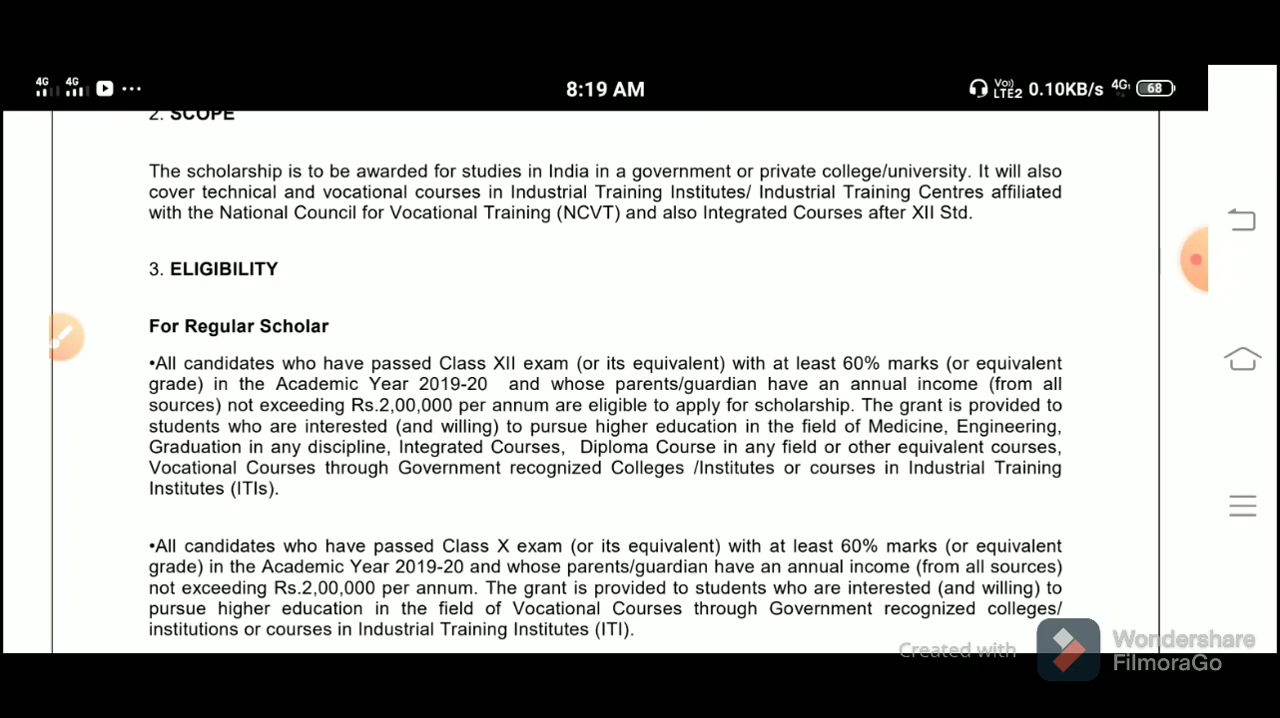 4G 4G ••• 8:19 AM Vo) LTE2 0.10KB/s 4G 68
2. SCOPE
The scholarship is to be awarded for studies in India in a government or private college/university. It will also
cover technical and vocational courses in Industrial Training Institutes/ Industrial Training Centres affiliated
with the National Council for Vocational Training (NCVT) and also Integrated Courses after XII Std.
3. ELIGIBILITY
For Regular Scholar
•All candidates who have passed Class XII exam (or its equivalent) with at least 60% marks (or equivalent
grade) in the Academic Year 2019-20 and whose parents/guardian have an annual income (from all
sources) not exceeding Rs.2,00,000 per annum are eligible to apply for scholarship. The grant is provided to
students who are interested (and willing) to pursue higher education in the field of Medicine, Engineering,
Graduation in any discipline, Integrated Courses, Diploma Course in any field or other equivalent courses,
Vocational Courses through Government recognized Colleges /Institutes or courses in Industrial Training
Institutes (ITIs).
•All candidates who have passed Class X exam (or its equivalent) with at least 60% marks (or equivalent
grade) in the Academic Year 2019-20 and whose parents/guardian have an annual income (from all sources)
not exceeding Rs.2,00,000 per annum. The grant is provided to students who are interested (and willing) to
pursue higher education in the field of Vocational Courses through Government recognized colleges/
institutions or courses in Industrial Training Institutes (ITI).
Created with Wondershare
FilmoraGo